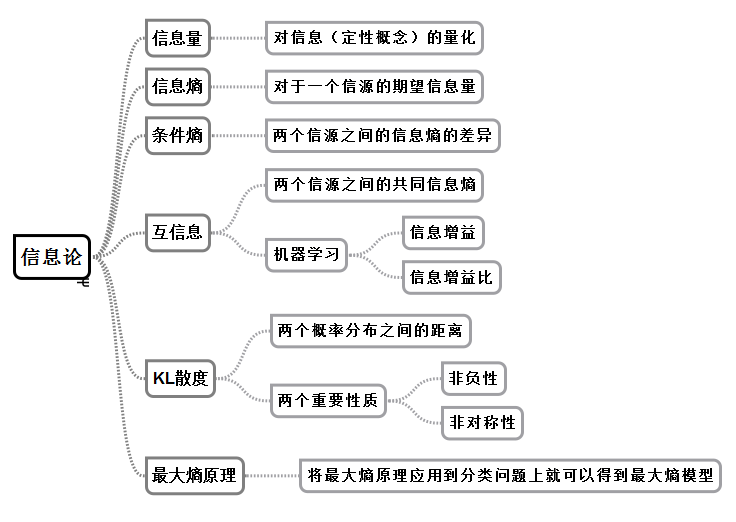 信息论
信息量
对信息（定性概念）的量化
信息熵
对于一个信源的期望信息量
条件熵
两个信源之间的信息熵的差异
互信息
两个信源之间的共同信息熵
机器学习
信息增益
信息增益比
KL散度
两个概率分布之间的距离
两个重要性质
非负性
非对称性
最大熵原理
将最大熵原理应用到分类问题上就可以得到最大熵模型